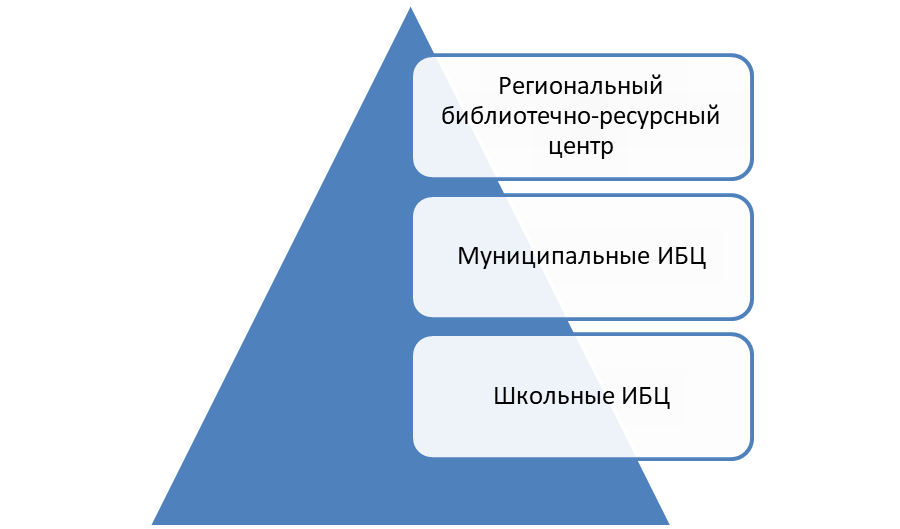 Региональный
библиотечно-ресурсный
центр
Муниципальные ИБЦ
Школьные ИБЦ